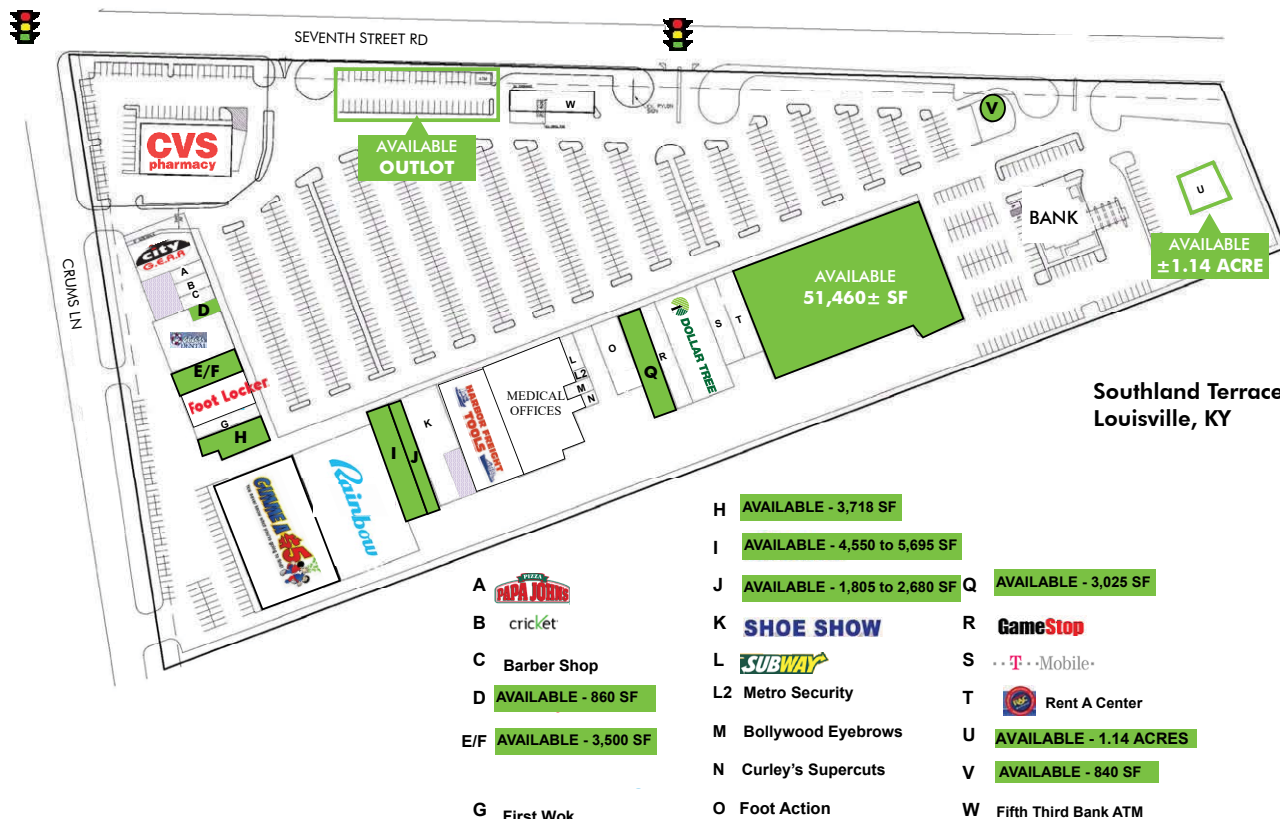 SEVENTH STREET RD
CRUMS LN
CVS
pharmacy
ATM
W
V
AVAILABLE
OUTLOT
U
AVAILABLE
±1.14 ACRE
BANK
CITY
G.E.A.R
A
B
C
D
DENTAL
E/F
Foot Locker
G
H
AVAILABLE
51,460± SF
DOLLAR TREE
S
T
R
Q
O
L
L2
M
N
MEDICAL
OFFICES
HARBOR FREIGHT
TOOLS
K
J
I
Rainbow
Southland Terrace
Louisville, KY
A PIZZA PAPA JOHNS
B cricket
C Barber Shop
D AVAILABLE - 860 SF
E/F AVAILABLE - 3,500 SF
G First Wok
H AVAILABLE - 3,718 SF
I AVAILABLE - 4,550 to 5,695 SF
J AVAILABLE - 1,805 to 2,680 SF
K SHOE SHOW
L SUBWAY
L2 Metro Security
M Bollywood Eyebrows
N Curley's Supercuts
O Foot Action
Q AVAILABLE - 3,025 SF
R GameStop
S T Mobile
T Rent A Center
U AVAILABLE - 1.14 ACRES
V AVAILABLE - 840 SF
W Fifth Third Bank ATM